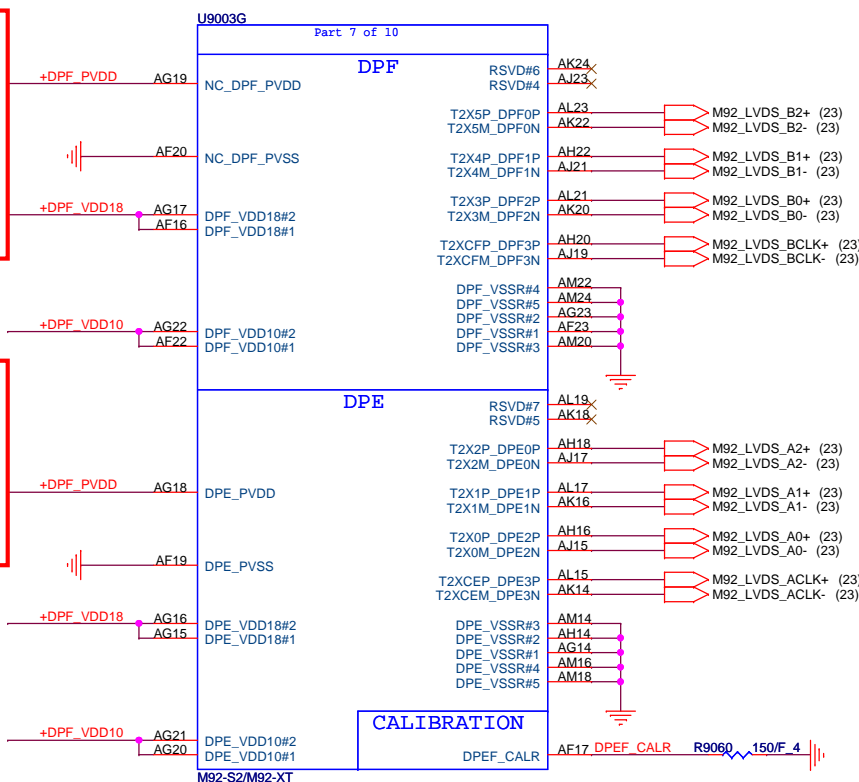 U9003G
Part 7 of 10
DPF
+DPF_PVDD AG19 NC_DPF_PVDD
AF20 NC_DPF_PVSS
+DPF_VDD18 AG17 DPF_VDD18#2
AF16 DPF_VDD18#1
+DPF_VDD10 AG22 DPF_VDD10#2
AF22 DPF_VDD10#1
RSVD#6 AK24
RSVD#4 AJ23
T2X5P_DPF0P AL23 M92_LVDS_B2+ (23)
T2X5M_DPF0N AK22 M92_LVDS_B2- (23)
T2X4P_DPF1P AH22 M92_LVDS_B1+ (23)
T2X4M_DPF1N AJ21 M92_LVDS_B1- (23)
T2X3P_DPF2P AL21 M92_LVDS_B0+ (23)
T2X3M_DPF2N AK20 M92_LVDS_B0- (23)
T2XCFP_DPF3P AH20 M92_LVDS_BCLK+ (23)
T2XCFM_DPF3N AJ19 M92_LVDS_BCLK- (23)
DPF_VSSR#4 AM22
DPF_VSSR#5 AM24
DPF_VSSR#2 AG23
DPF_VSSR#1 AF23
DPF_VSSR#3 AM20
DPE
+DPF_PVDD AG18 DPE_PVDD
AF19 DPE_PVSS
+DPF_VDD18 AG16 DPE_VDD18#2
AG15 DPE_VDD18#1
+DPF_VDD10 AG21 DPE_VDD10#2
AG20 DPE_VDD10#1
RSVD#7 AL19
RSVD#5 AK18
T2X2P_DPE0P AH18 M92_LVDS_A2+ (23)
T2X2M_DPE0N AJ17 M92_LVDS_A2- (23)
T2X1P_DPE1P AL17 M92_LVDS_A1+ (23)
T2X1M_DPE1N AK16 M92_LVDS_A1- (23)
T2X0P_DPE2P AH16 M92_LVDS_A0+ (23)
T2X0M_DPE2N AJ15 M92_LVDS_A0- (23)
T2XCEP_DPE3P AL15 M92_LVDS_ACLK+ (23)
T2XCEM_DPE3N AK14 M92_LVDS_ACLK- (23)
DPE_VSSR#3 AM14
DPE_VSSR#2 AH14
DPE_VSSR#1 AG14
DPE_VSSR#4 AM16
DPE_VSSR#5 AM18
CALIBRATION
DPEF_CALR AF17 DPEF_CALR R9060 150/F_4
M92-S2/M92-XT